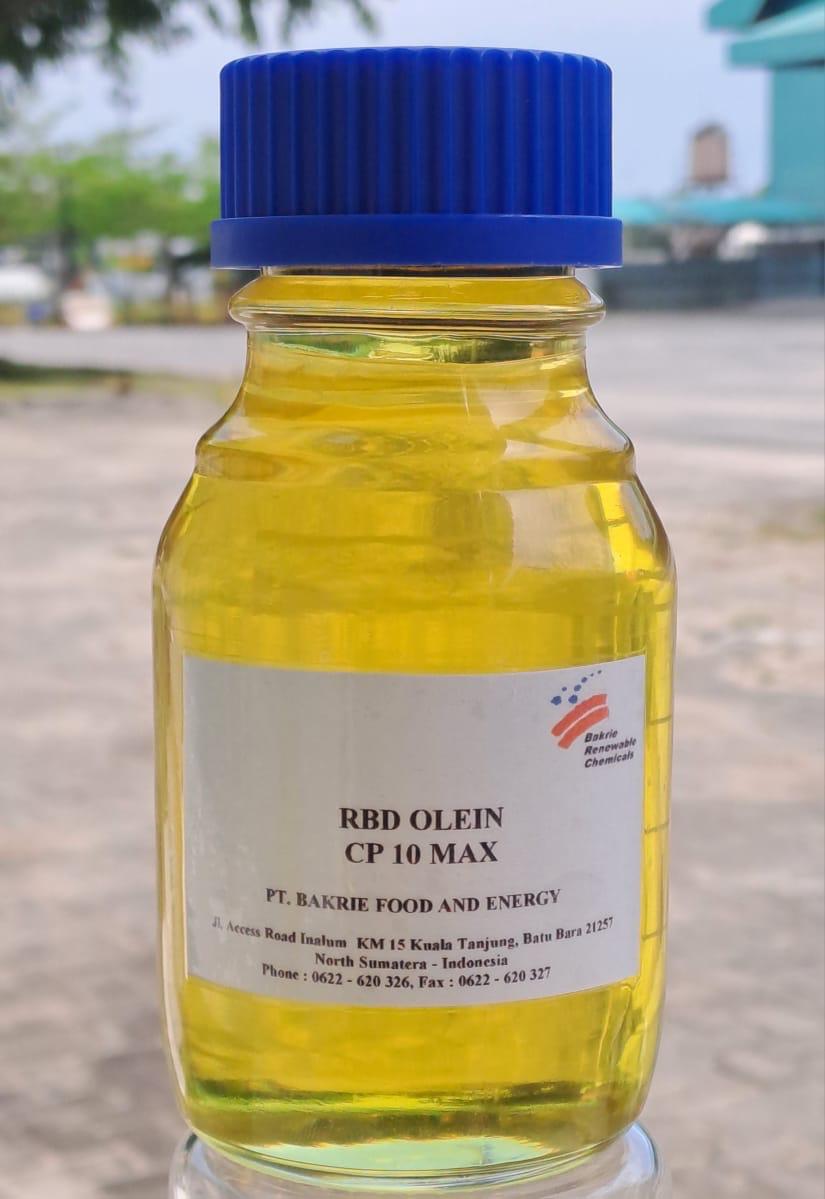 Bakrie
Renewable
Chemicals
RBD OLEIN
CP 10 MAX
PT. BAKRIE FOOD AND ENERGY
Jl. Access Road Inalum KM 15 Kuala Tanjung, Batu Bara 21257
North Sumatera - Indonesia
Phone : 0622 - 620 326, Fax : 0622 - 620 327